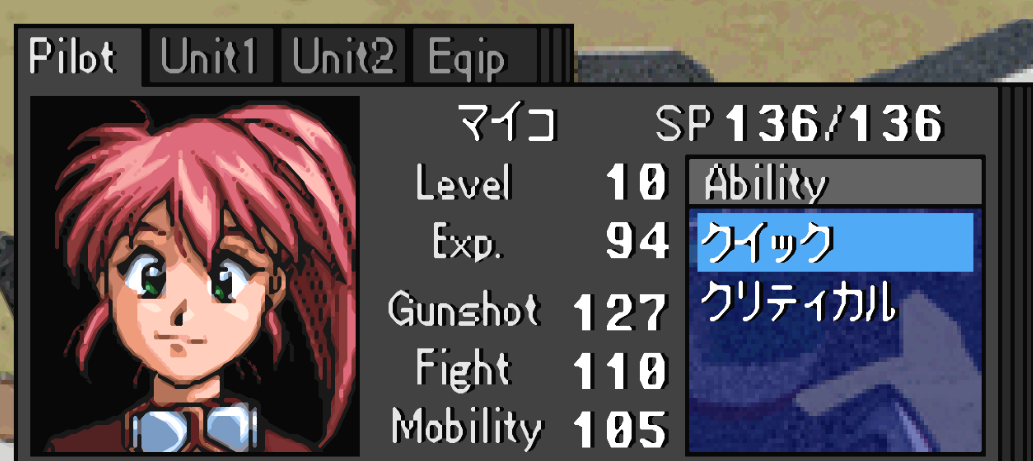 Pilot Unit1 Unit2 Eqip
マイコ SP 136/136
Level 10
Exp. 94
Gunshot 127
Fight 110
Mobility 105
Ability
クイック
クリティカル